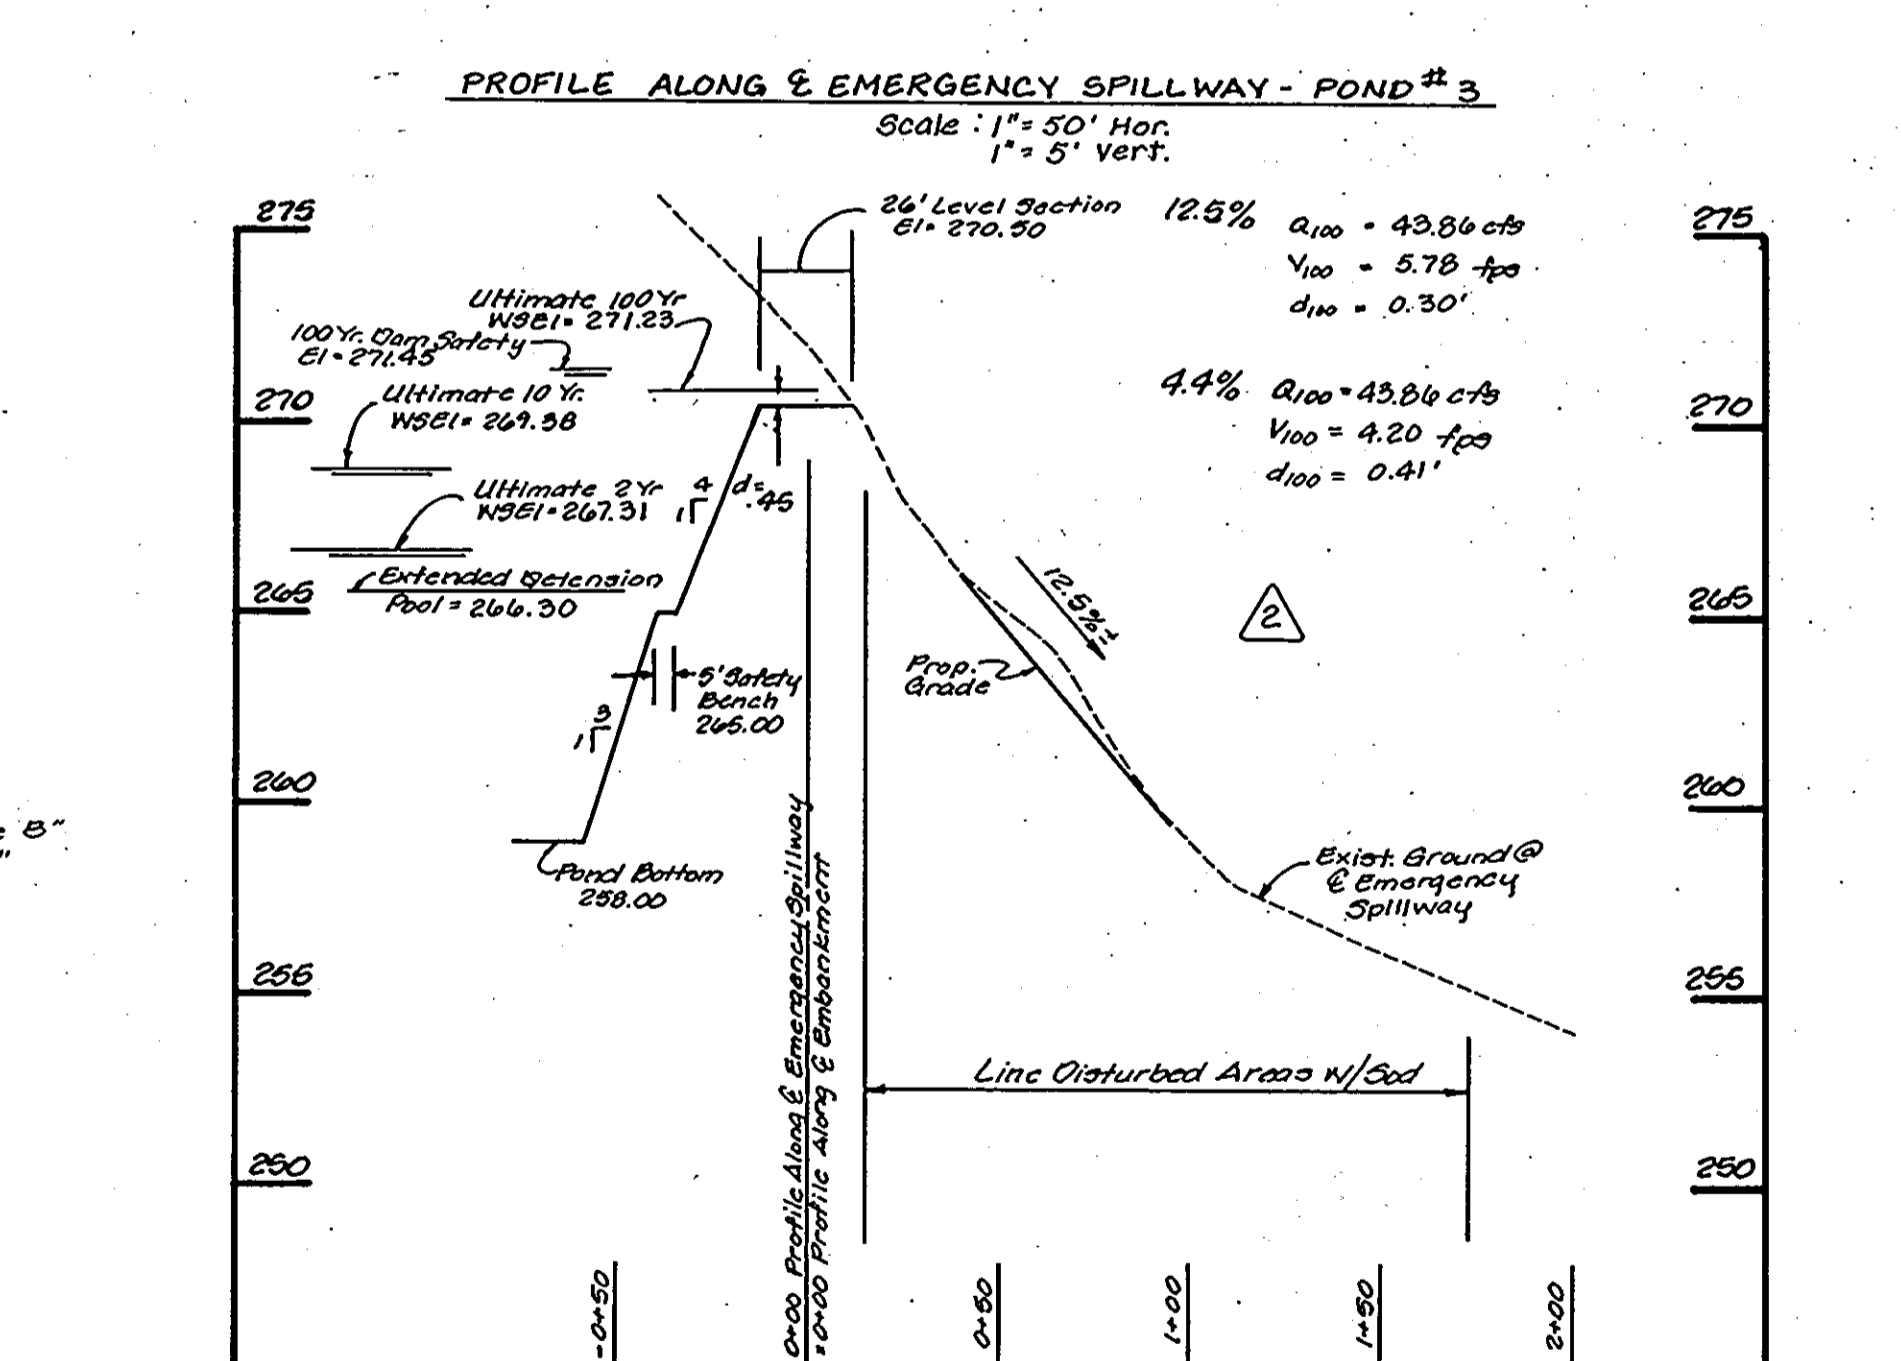 PROFILE ALONG ℄ EMERGENCY SPILLWAY - POND #3
Scale : 1" = 50' Hor.
1" = 5' Vert.
275
26' Level Section
El = 270.50
12.5%
Q100 = 43.86 cfs
V100 = 5.78 fps
d100 = 0.30'
275
Ultimate 100 Yr
WSEl = 271.23
100 Yr. Dam Safety
El = 271.45
Ultimate 10 Yr.
WSEl = 269.38
270
4.4%
Q100 = 43.86 cfs
V100 = 4.20 fps
d100 = 0.41'
270
Ultimate 2 Yr
WSEl = 267.31
4
1
d =
.45
Extended Detention
Pool = 266.30
265
12.5% ±
2
265
Prop.
Grade
5' Safety
Bench
265.00
3
1
260
260
Pond Bottom
258.00
Exist. Ground @
℄ Emergency
Spillway
B"
"
255
255
Line Disturbed Areas w/Sod
250
250
0+00 Profile Along ℄ Emergency Spillway
= 0+00 Profile Along ℄ Embankment
-0+50
0+50
1+00
1+50
2+00